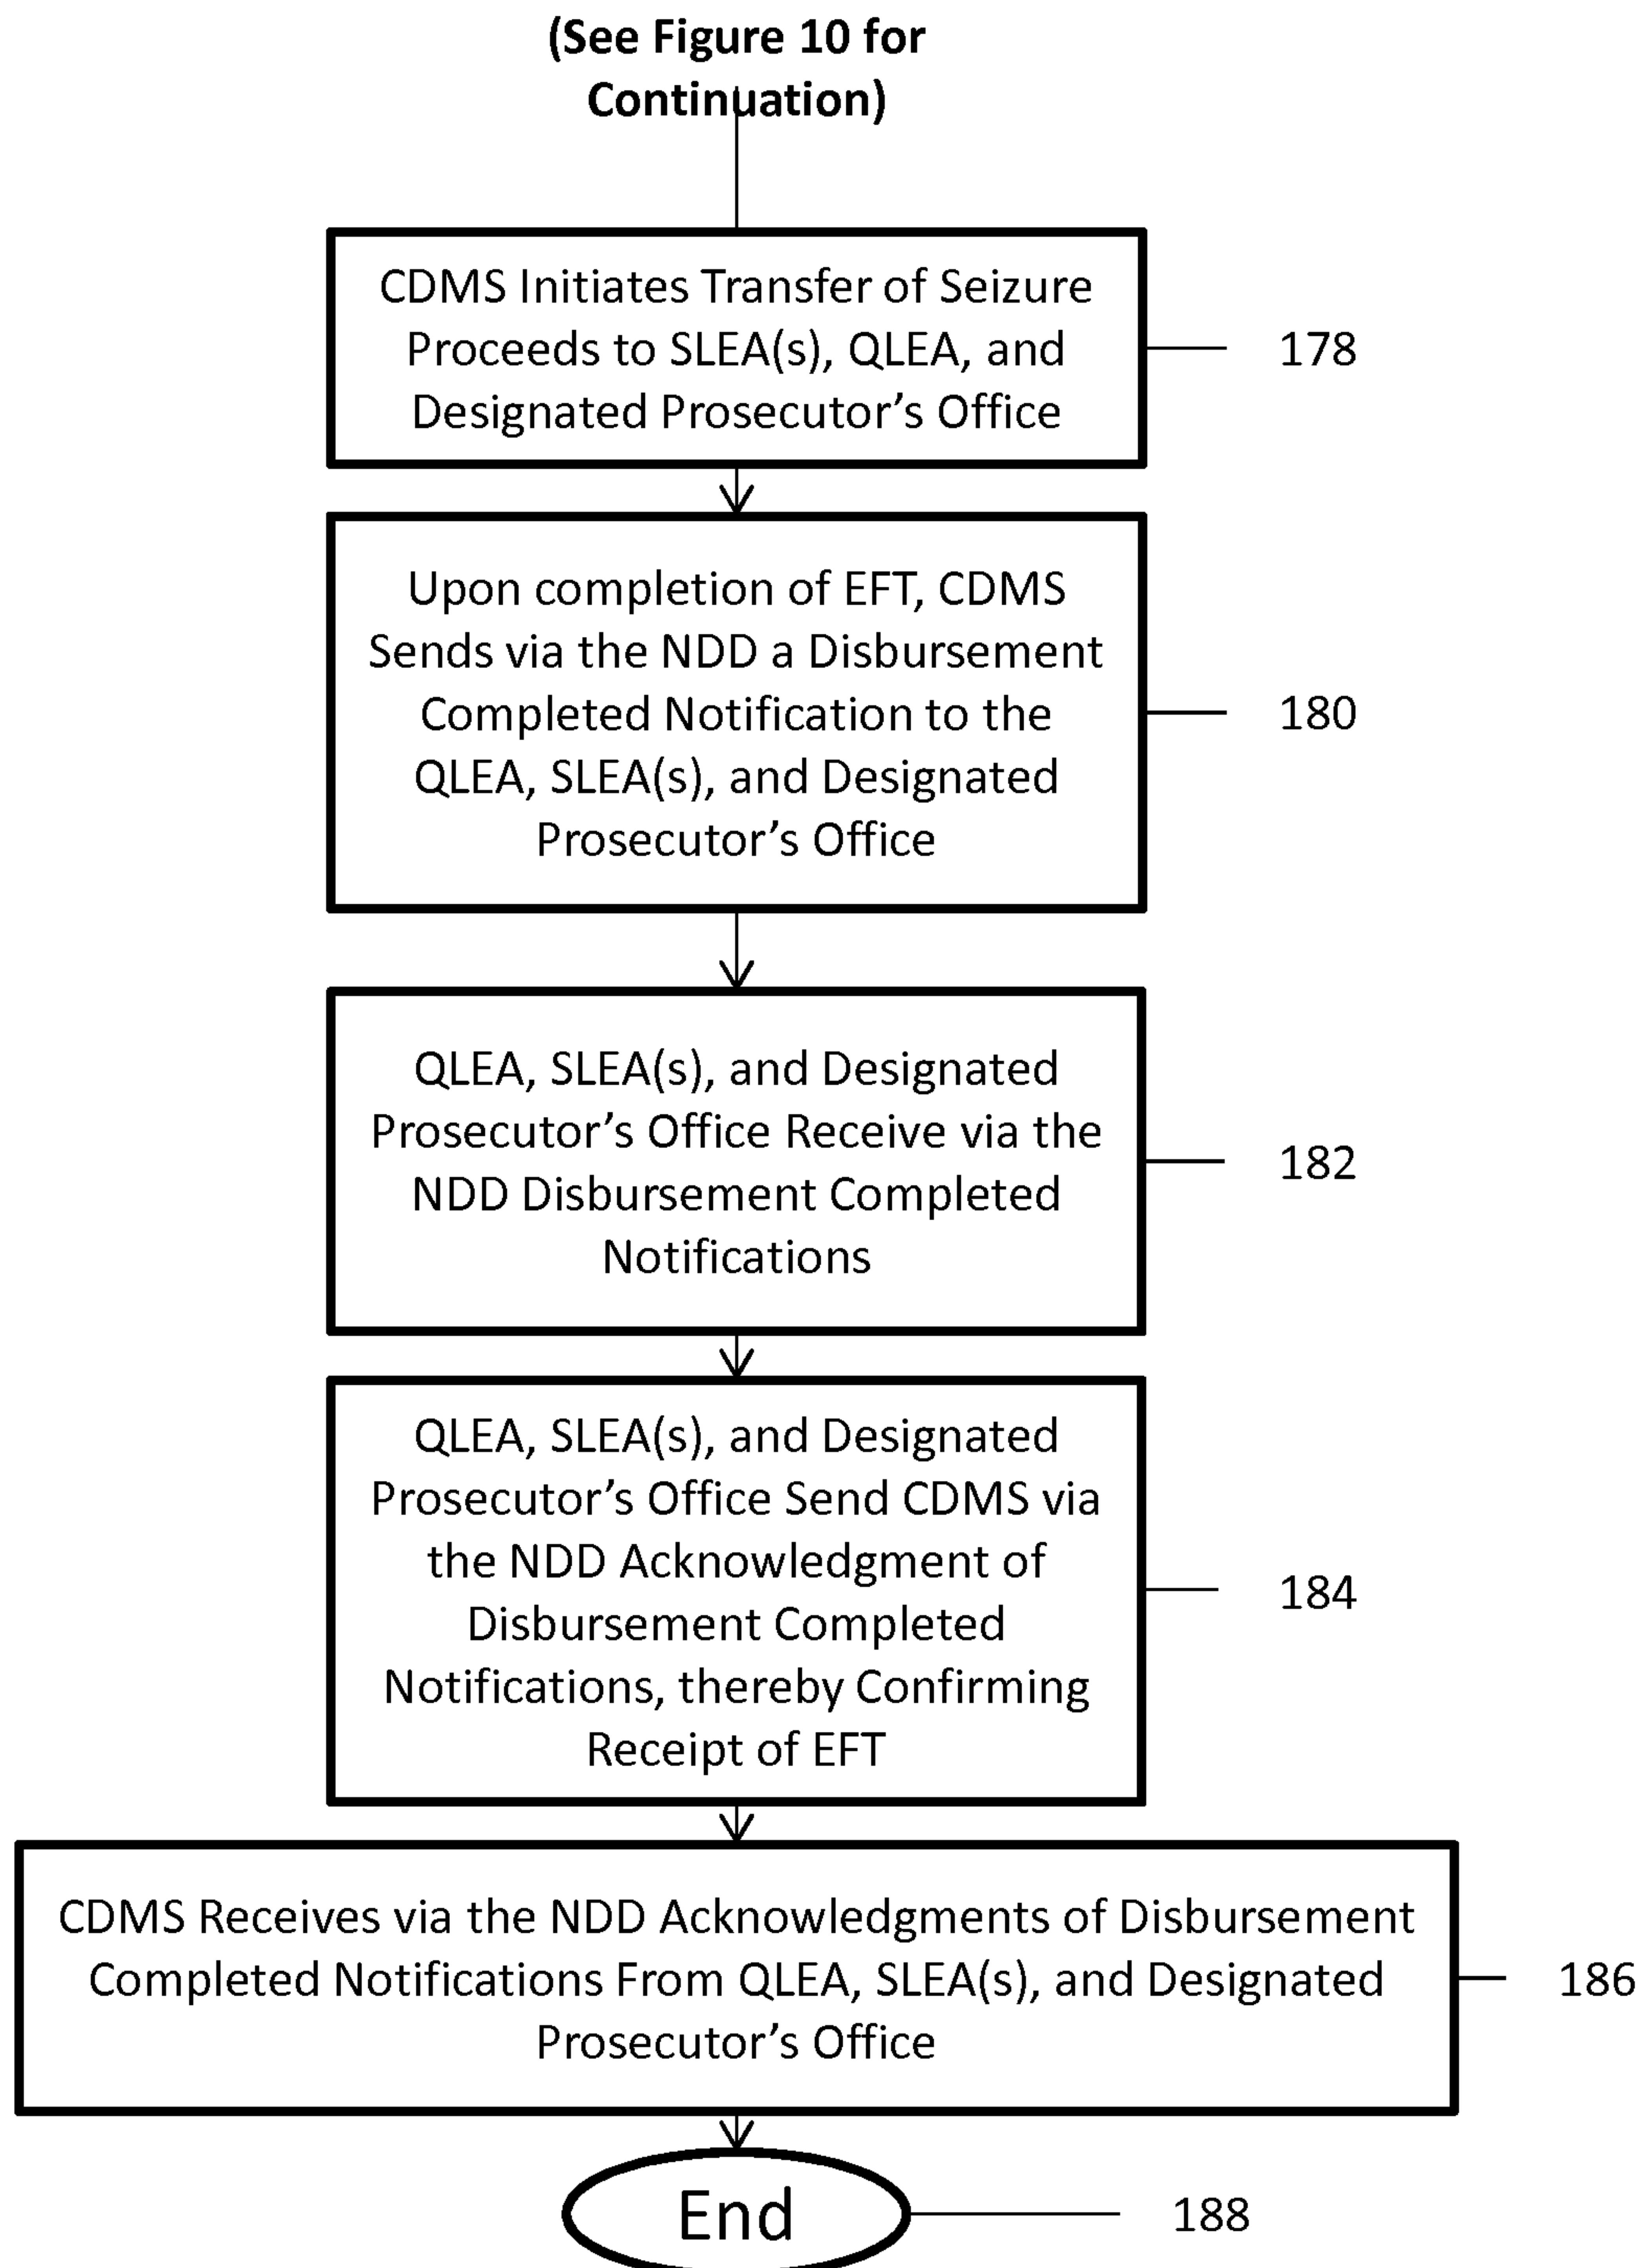 (See Figure 10 for
Continuation)
CDMS Initiates Transfer of Seizure
Proceeds to SLEA(s), QLEA, and
Designated Prosecutor’s Office
178
Upon completion of EFT, CDMS
Sends via the NDD a Disbursement
Completed Notification to the
QLEA, SLEA(s), and Designated
Prosecutor’s Office
180
QLEA, SLEA(s), and Designated
Prosecutor’s Office Receive via the
NDD Disbursement Completed
Notifications
182
QLEA, SLEA(s), and Designated
Prosecutor’s Office Send CDMS via
the NDD Acknowledgment of
Disbursement Completed
Notifications, thereby Confirming
Receipt of EFT
184
CDMS Receives via the NDD Acknowledgments of Disbursement
Completed Notifications From QLEA, SLEA(s), and Designated
Prosecutor’s Office
186
End
188